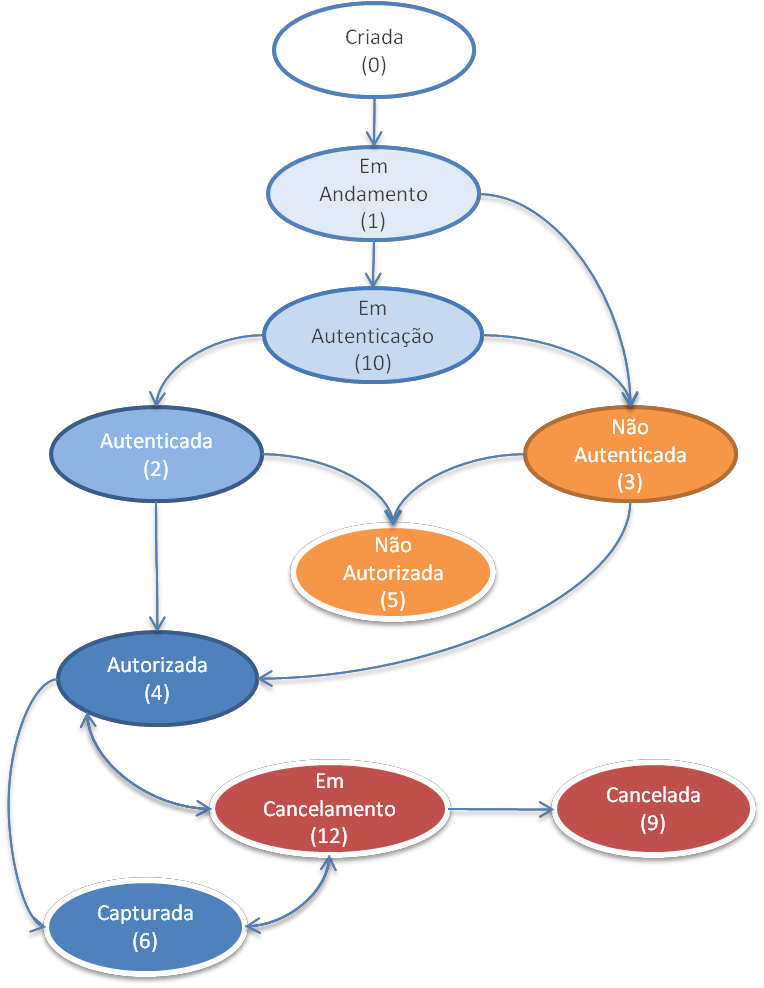 Criada
(0)
Em
Andamento
(1)
Em
Autenticação
(10)
Autenticada
(2)
Não
Autenticada
(3)
Não
Autorizada
(5)
Autorizada
(4)
Em
Cancelamento
(12)
Cancelada
(9)
Capturada
(6)